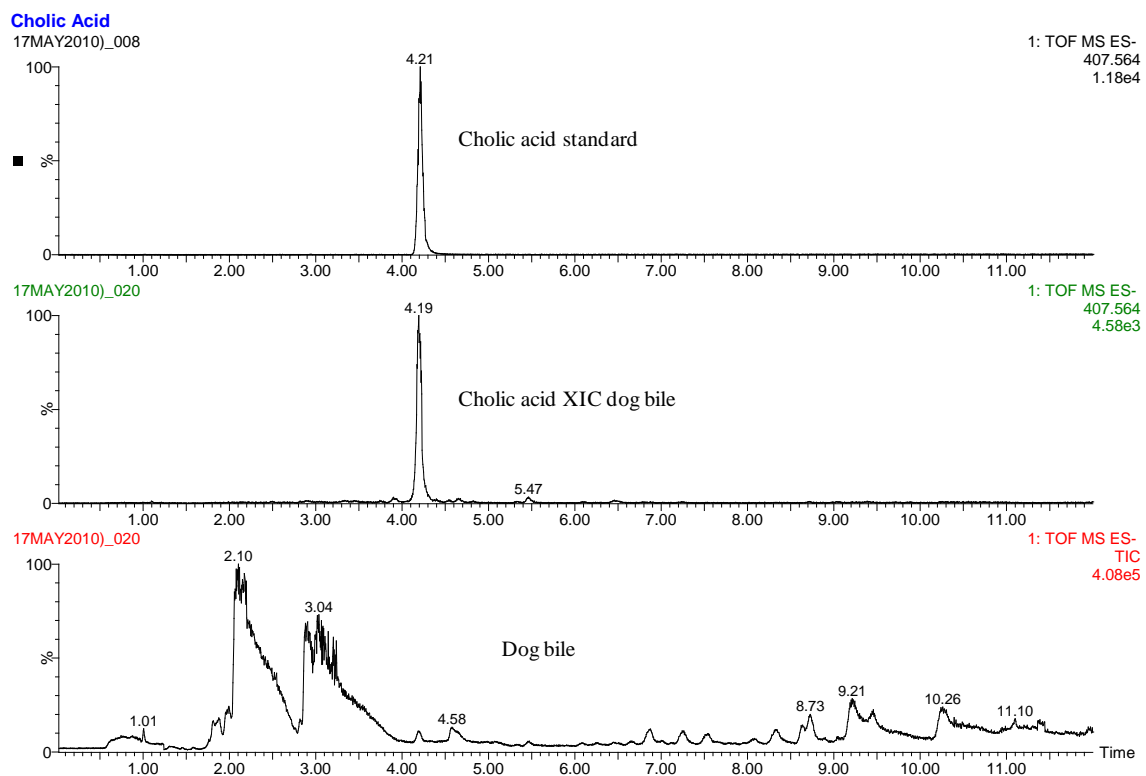 Cholic Acid
17MAY2010)_008
1: TOF MS ES-
407.564
1.18e4
100
%
0
4.21
Cholic acid standard
1.00 2.00 3.00 4.00 5.00 6.00 7.00 8.00 9.00 10.00 11.00
17MAY2010)_020
1: TOF MS ES-
407.564
4.58e3
100
%
0
4.19
Cholic acid XIC dog bile
5.47
1.00 2.00 3.00 4.00 5.00 6.00 7.00 8.00 9.00 10.00 11.00
17MAY2010)_020
1: TOF MS ES-
TIC
4.08e5
100
%
0
2.10
3.04
Dog bile
1.01
4.58
8.73
9.21
10.26
11.10
1.00 2.00 3.00 4.00 5.00 6.00 7.00 8.00 9.00 10.00 11.00
Time